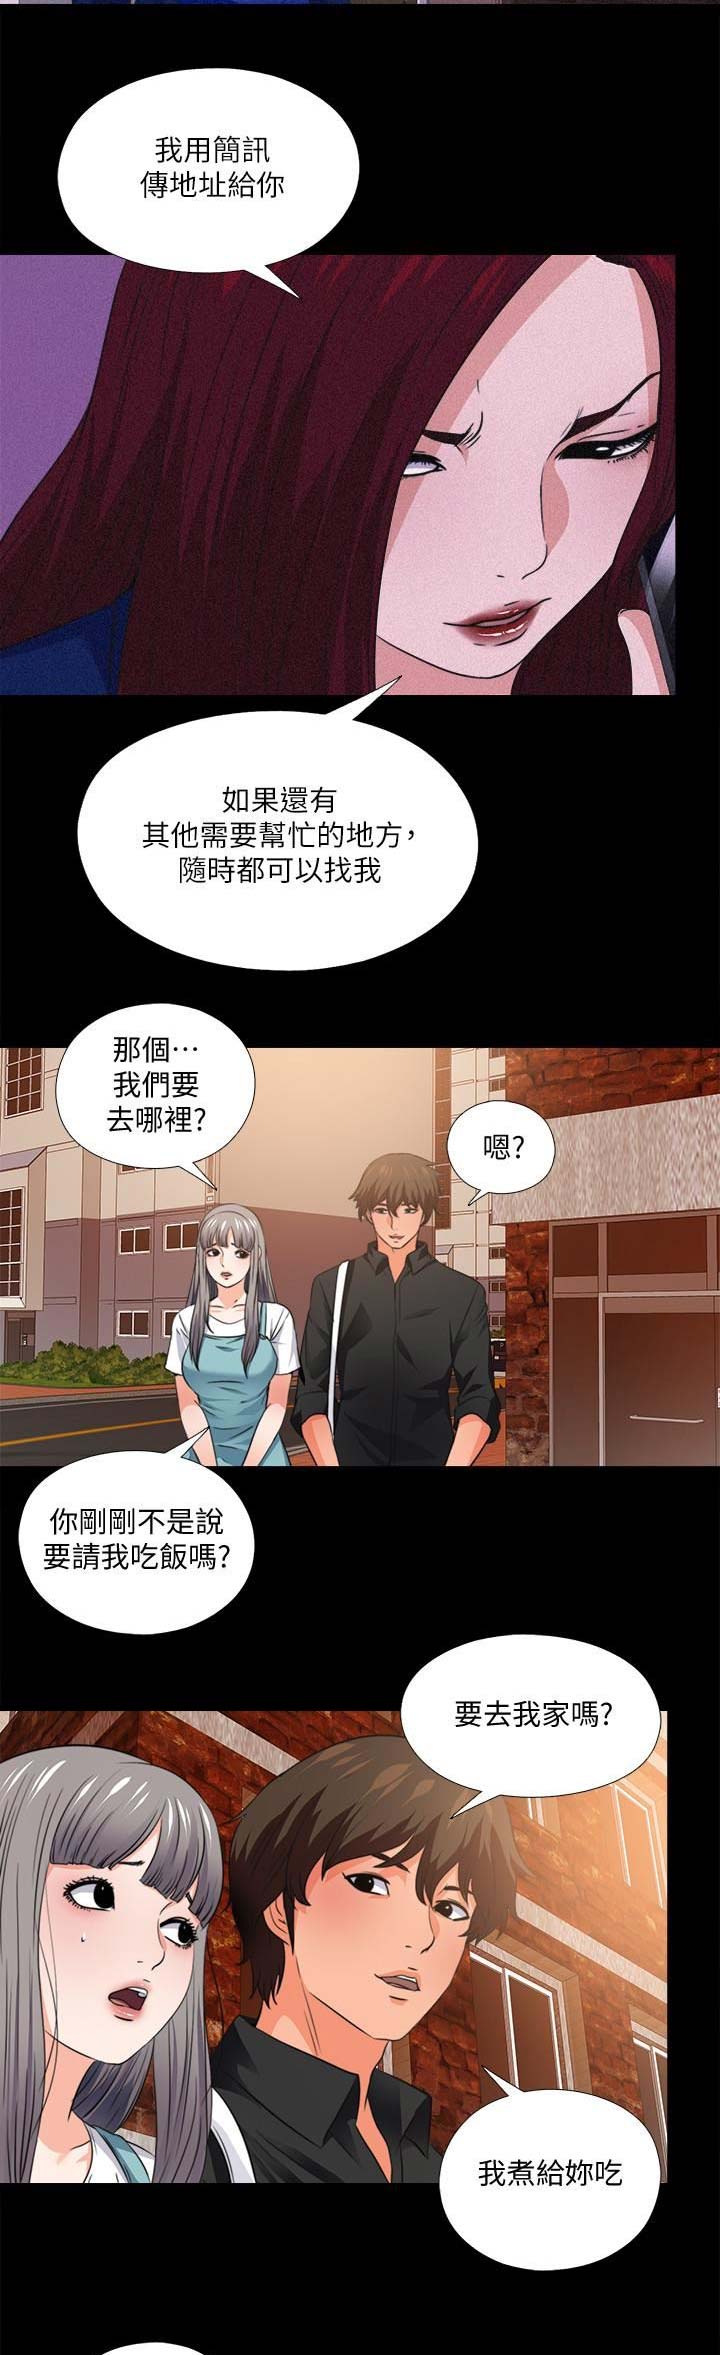 我用簡訊
傳地址給你
如果還有
其他需要幫忙的地方，
隨時都可以找我
那個⋯
我們要
去哪裡?
嗯?
你剛剛不是說
要請我吃飯嗎?
要去我家嗎?
我煮給妳吃